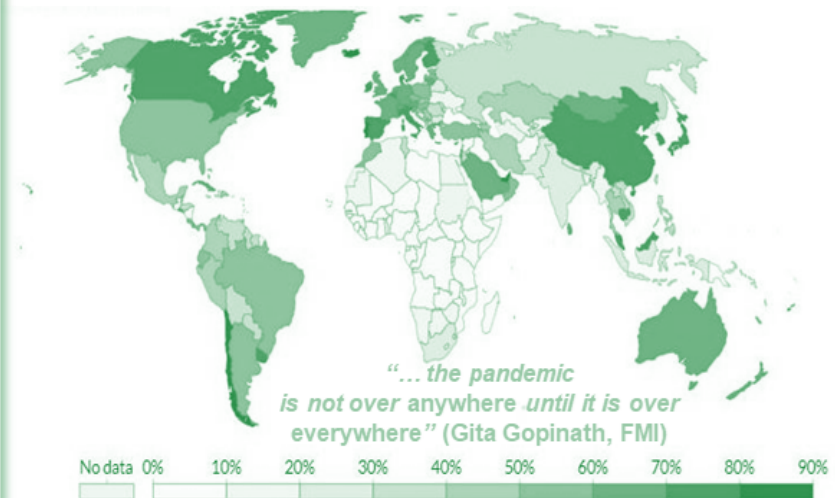 “… the pandemic
is not over anywhere until it is over
everywhere” (Gita Gopinath, FMI)
No data 0% 10% 20% 30% 40% 50% 60% 70% 80% 90%